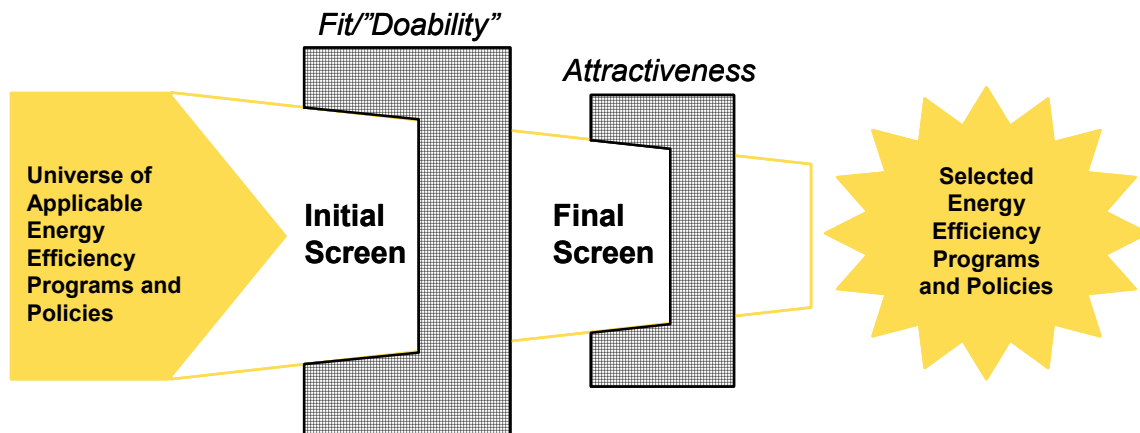 Fit/”Doability”
Attractiveness
Universe of
Applicable
Energy
Efficiency
Programs and
Policies
Initial
Screen
Final
Screen
Selected
Energy
Efficiency
Programs
and Policies